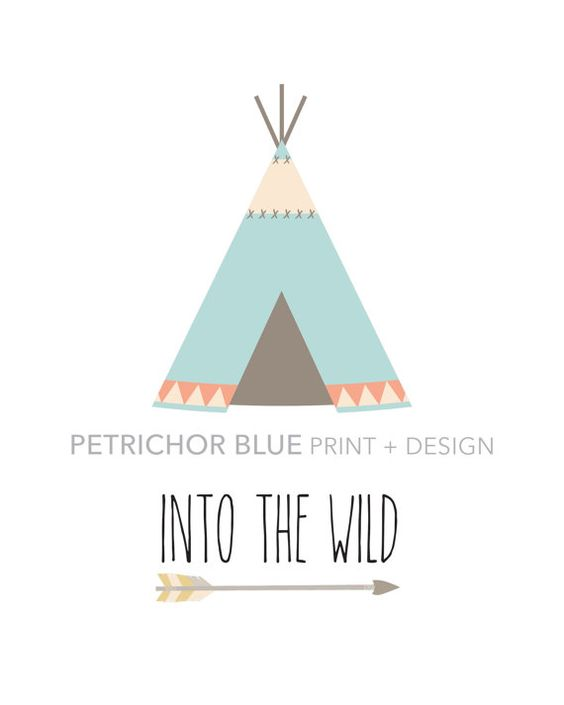 PETRICHOR BLUE PRINT + DESIGN
INTO THE WILD